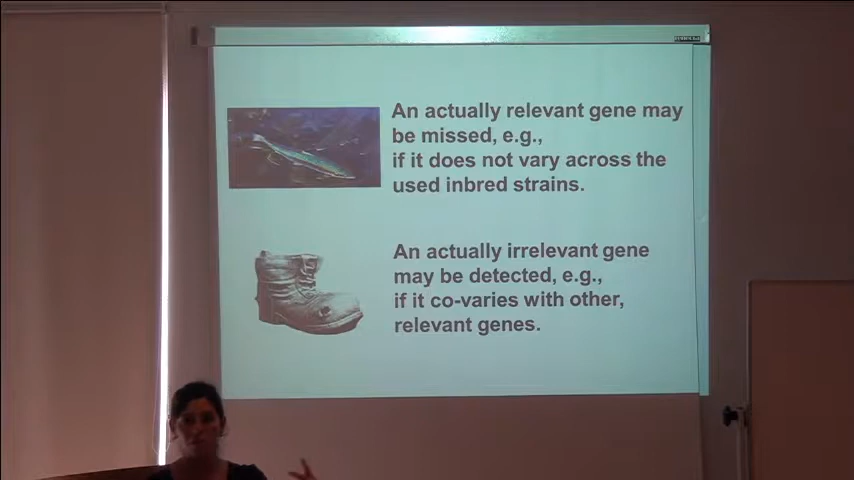 An actually relevant gene may
be missed, e.g.,
if it does not vary across the
used inbred strains.
An actually irrelevant gene
may be detected, e.g.,
if it co-varies with other,
relevant genes.